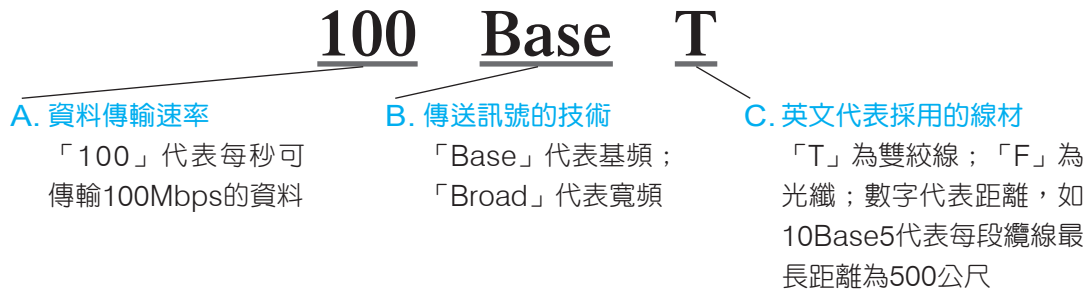 100 Base T
A. 資料傳輸速率
「100」代表每秒可
傳輸100Mbps的資料
B. 傳送訊號的技術
「Base」代表基頻；
「Broad」代表寬頻
C. 英文代表採用的線材
「T」為雙絞線；「F」為
光纖；數字代表距離，如
10Base5代表每段纜線最
長距離為500公尺